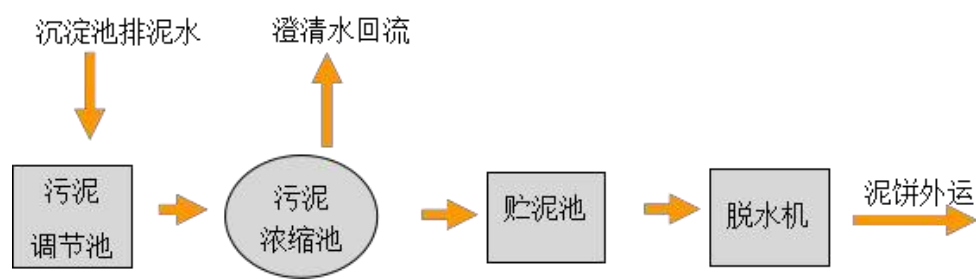 沉淀池排泥水
澄清水回流
污泥
调节池
污泥
浓缩池
贮泥池
脱水机
泥饼外运